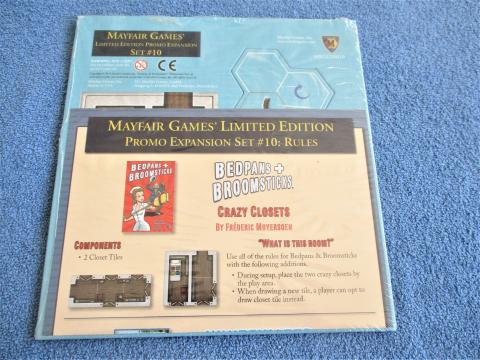 MAYFAIR GAMES'
LIMITED EDITION PROMO EXPANSION
SET #10
MAYFAIR GAMES' LIMITED EDITION
PROMO EXPANSION SET #10: RULES
BEDPANS +
BROOMSTICKS
BEDPANS +
BROOMSTICKS
CRAZY CLOSETS
BY FRÉDÉRIC MOYERSOEN
COMPONENTS
• 2 Closet Tiles
"WHAT IS THIS ROOM?"
Use all of the rules for Bedpans & Broomsticks
with the following additions.
• During setup, place the two crazy closets by
the play area.
• When drawing a new tile, a player can opt to
draw closet tile instead.